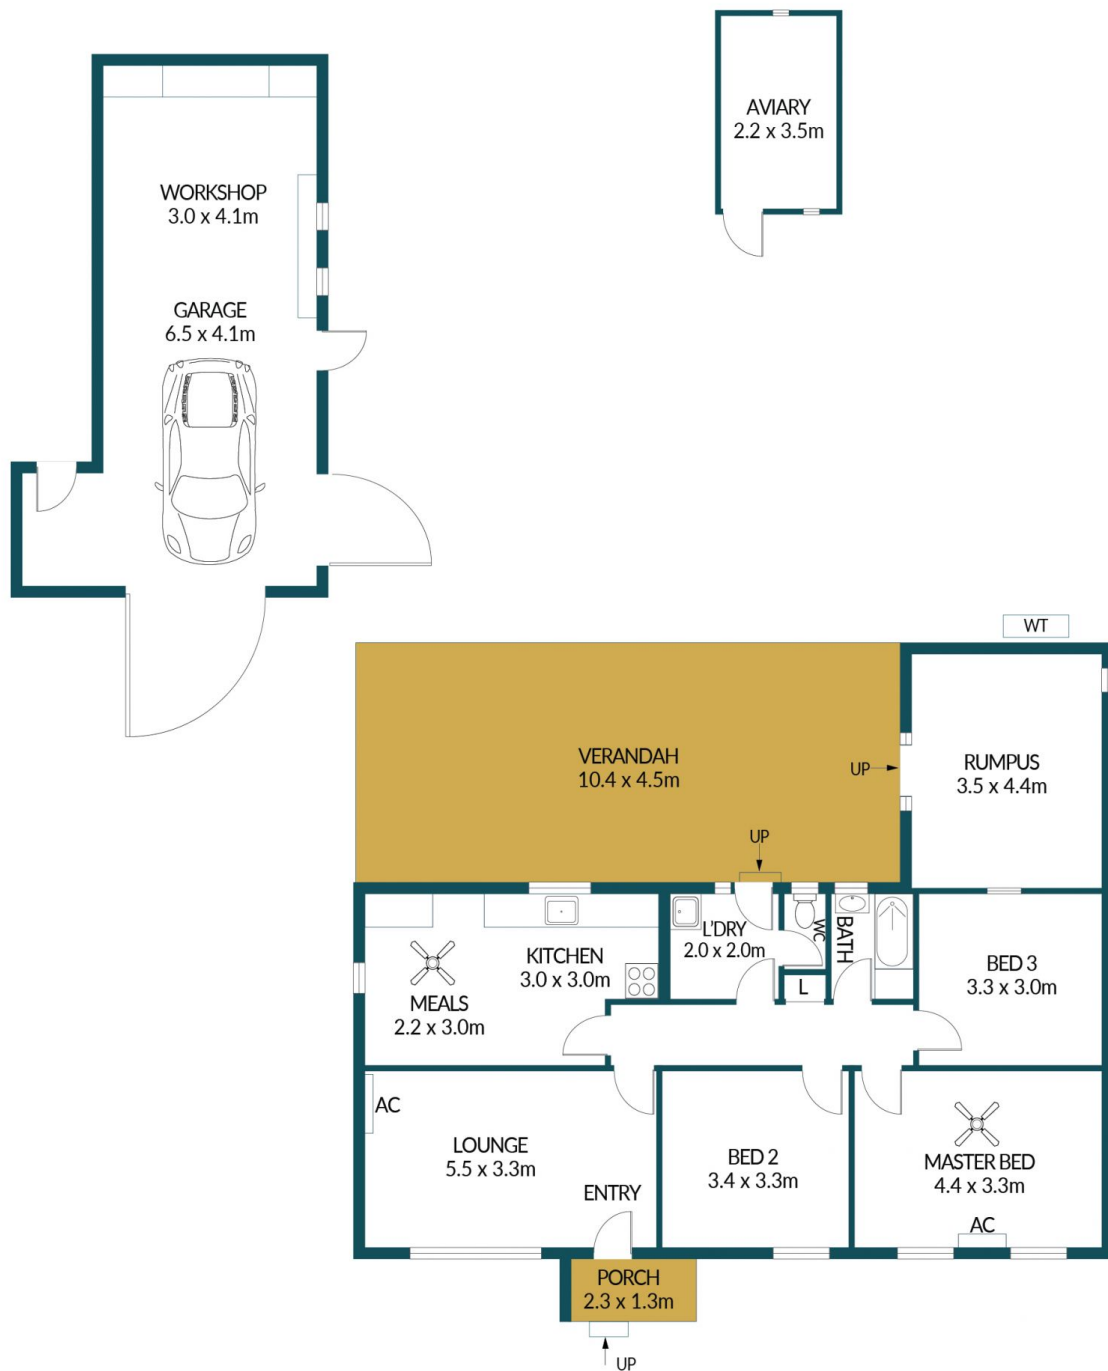 AVIARY
2.2 x 3.5m
WORKSHOP
3.0 x 4.1m
GARAGE
6.5 x 4.1m
WT
VERANDAH
10.4 x 4.5m
UP
RUMPUS
3.5 x 4.4m
UP
L'DRY
2.0 x 2.0m
WC
BATH
KITCHEN
3.0 x 3.0m
MEALS
2.2 x 3.0m
L
BED 3
3.3 x 3.0m
AC
LOUNGE
5.5 x 3.3m
ENTRY
BED 2
3.4 x 3.3m
MASTER BED
4.4 x 3.3m
AC
PORCH
2.3 x 1.3m
UP